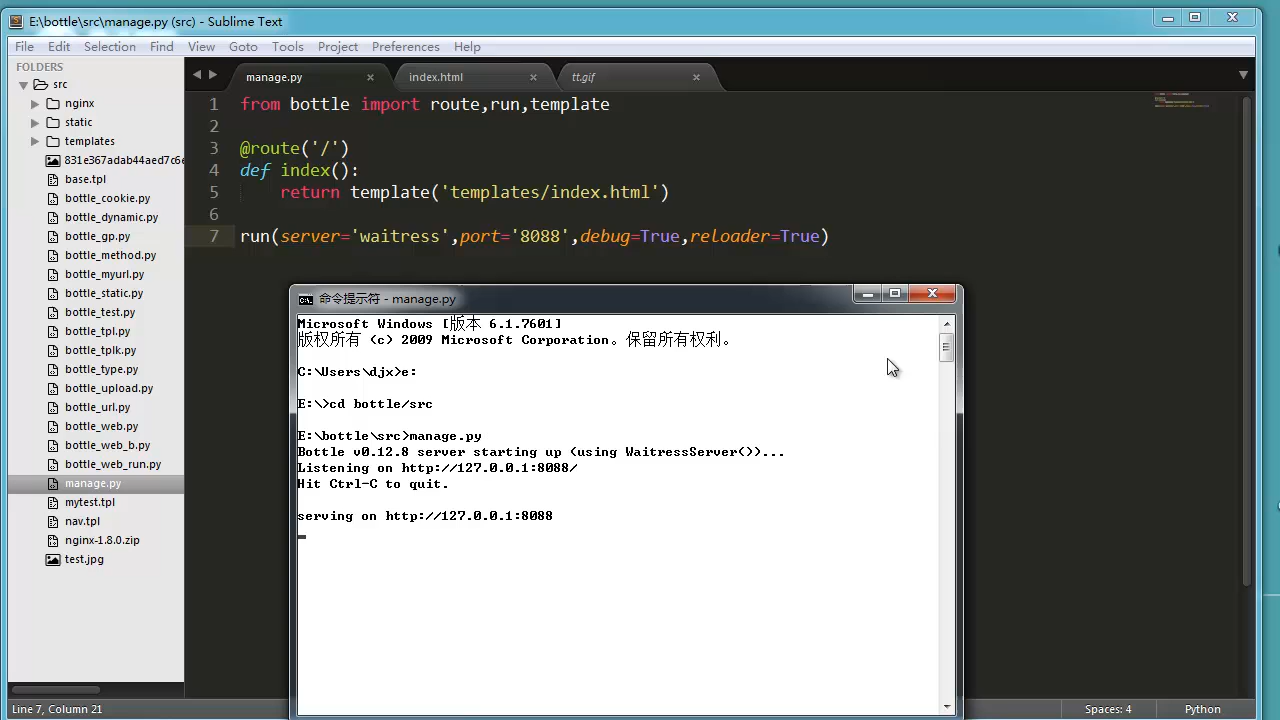 E:\bottle\src\manage.py (src) - Sublime Text
File Edit Selection Find View Goto Tools Project Preferences Help
FOLDERS
src
nginx
static
templates
831e367adab44aed7c6e
base.tpl
bottle_cookie.py
bottle_dynamic.py
bottle_gp.py
bottle_method.py
bottle_myurl.py
bottle_static.py
bottle_test.py
bottle_tpl.py
bottle_tplk.py
bottle_type.py
bottle_upload.py
bottle_url.py
bottle_web.py
bottle_web_b.py
bottle_web_run.py
manage.py
mytest.tpl
nav.tpl
nginx-1.8.0.zip
test.jpg
manage.py index.html tt.gif
1 from bottle import route,run,template
2
3 @route('/')
4 def index():
5 return template('templates/index.html')
6
7 run(server='waitress',port='8088',debug=True,reloader=True)
命令提示符 - manage.py
Microsoft Windows [版本 6.1.7601]
版权所有 (c) 2009 Microsoft Corporation。保留所有权利。
C:\Users\djx>e:
E:\>cd bottle/src
E:\bottle\src>manage.py
Bottle v0.12.8 server starting up (using WaitressServer())...
Listening on http://127.0.0.1:8088/
Hit Ctrl-C to quit.
serving on http://127.0.0.1:8088
Line 7, Column 21 Spaces: 4 Python